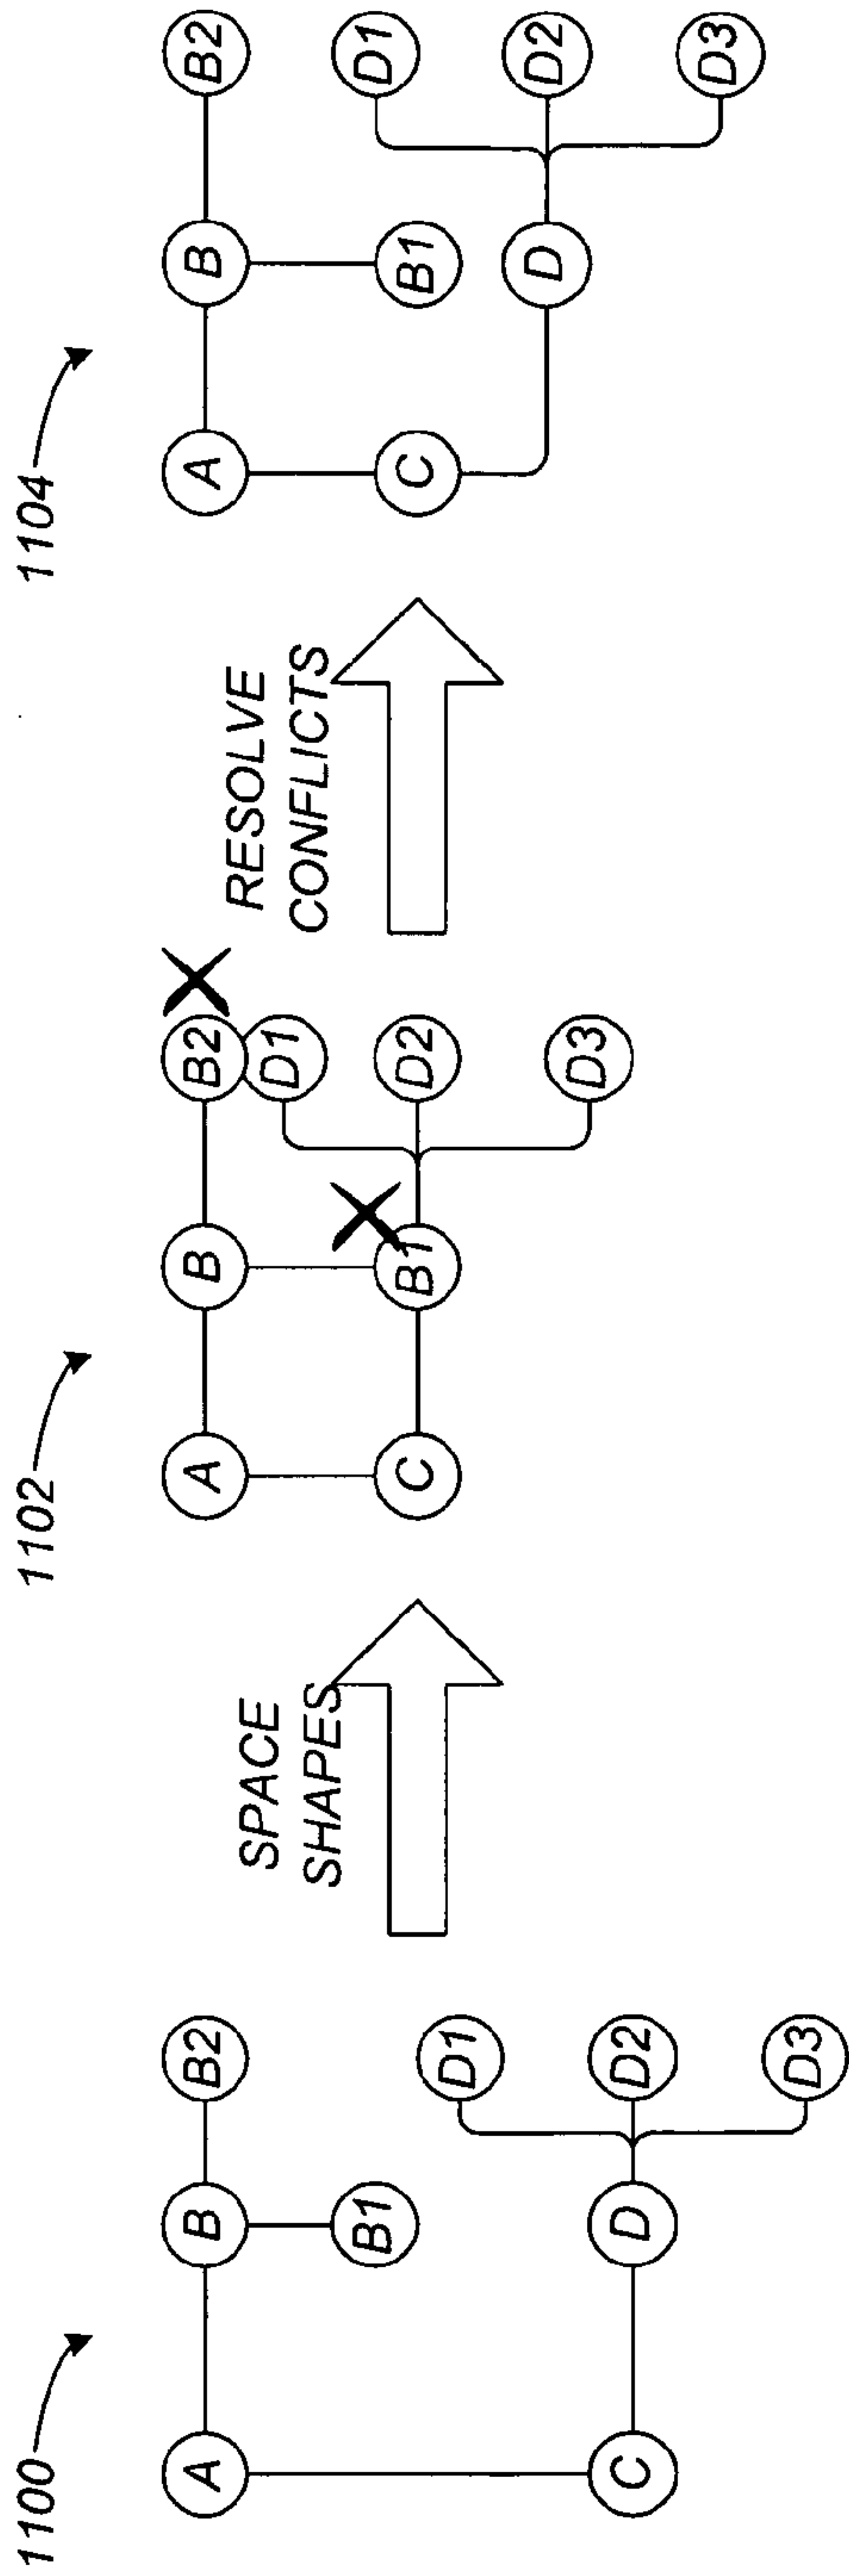 1100
A B B2
B1
D1
C D D2
D3
SPACE
SHAPES
1102
A B B2
D1
C B1 D2
D3
RESOLVE
CONFLICTS
1104
A B B2
C B1 D1
D D2
D3